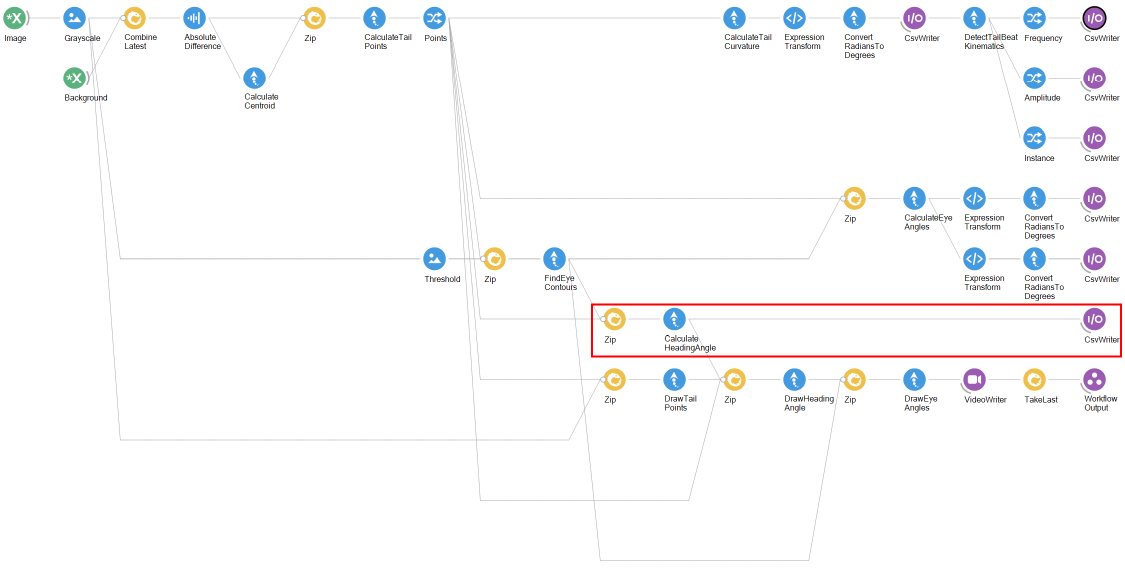 *X
I/O
I/O
Image
Grayscale
Combine
Latest
Absolute
Difference
Zip
CalculateTail
Points
Points
CalculateTail
Curvature
Expression
Transform
Convert
RadiansTo
Degrees
CsvWriter
DetectTailBeat
Kinematics
Frequency
CsvWriter
*X
I/O
Background
Calculate
Centroid
Amplitude
CsvWriter
I/O
Instance
CsvWriter
I/O
Zip
CalculateEye
Angles
Expression
Transform
Convert
RadiansTo
Degrees
CsvWriter
I/O
Threshold
Zip
FindEye
Contours
Expression
Transform
Convert
RadiansTo
Degrees
CsvWriter
I/O
Zip
Calculate
HeadingAngle
CsvWriter
Zip
DrawTail
Points
Zip
DrawHeading
Angle
Zip
DrawEye
Angles
VideoWriter
TakeLast
Workflow
Output